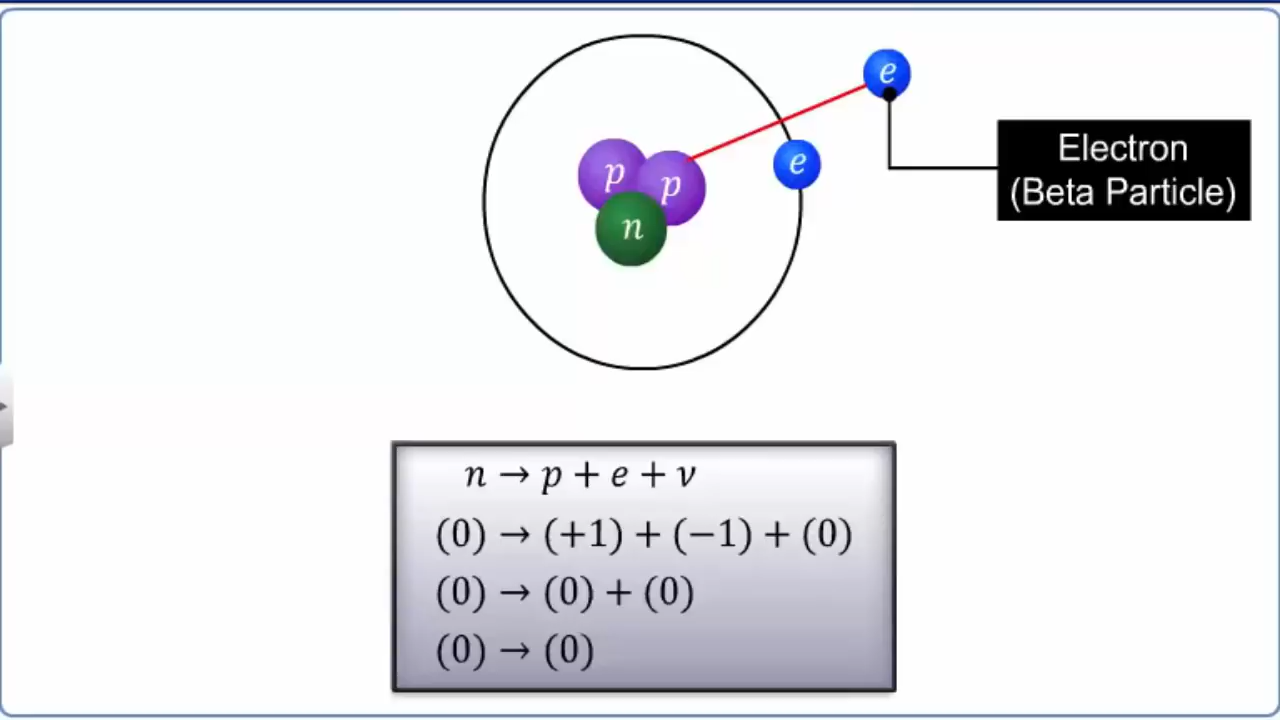 e
e
p
p
n
Electron
(Beta Particle)
n → p + e + ν
(0) → (+1) + (−1) + (0)
(0) → (0) + (0)
(0) → (0)